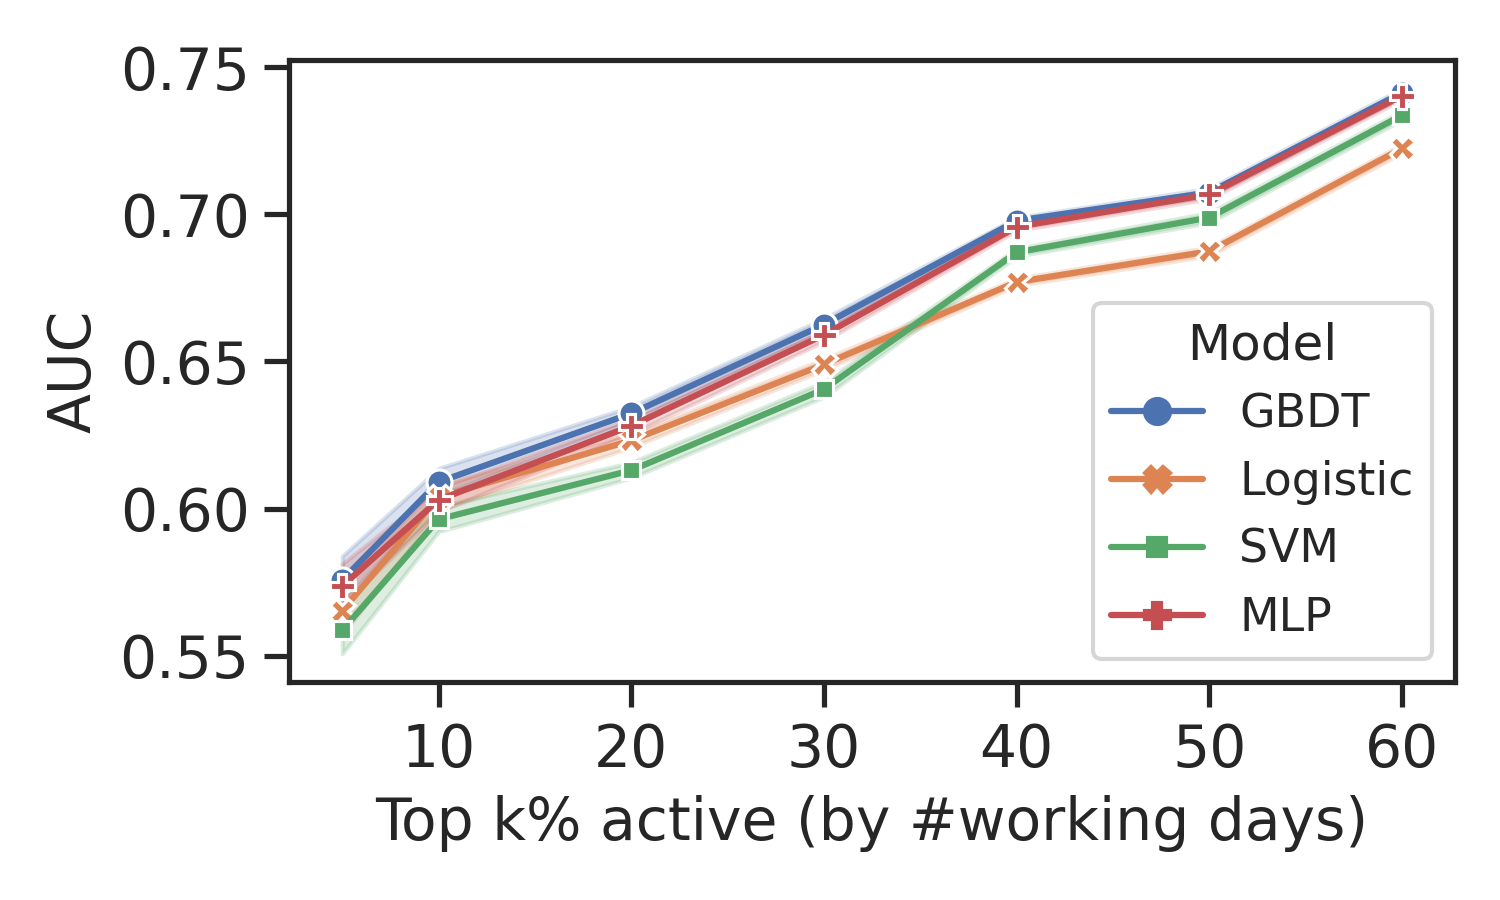 0.75
0.70
0.65
0.60
0.55
AUC
Model
GBDT
Logistic
SVM
MLP
10 20 30 40 50 60
Top k% active (by #working days)